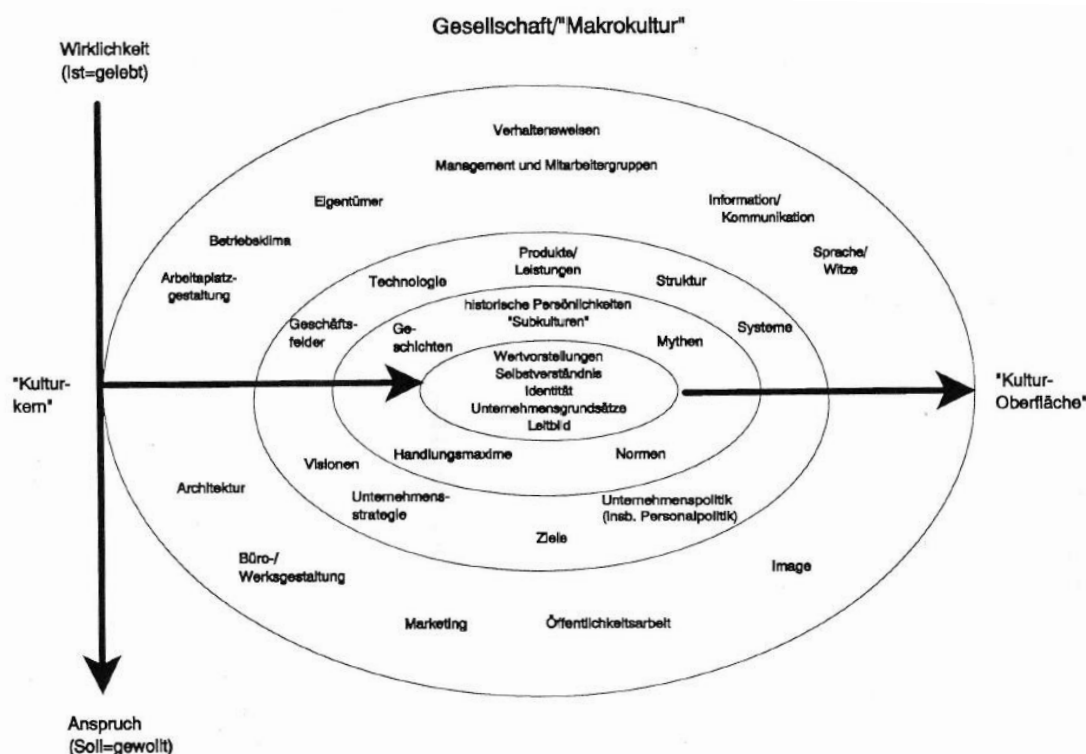 Gesellschaft/"Makrokultur"
Wirklichkeit
(Ist=gelebt)
Verhaltensweisen
Management und Mitarbeitergruppen
Eigentümer
Information/
Kommunikation
Betriebsklima
Sprache/
Witze
Arbeitaplatz-
gestaltung
Produkte/
Leistungen
Technologie
Struktur
historische Persönlichkeiten
"Subkulturen"
Geschäfts-
felder
Ge-
schichten
Mythen
Systeme
Wertvorstellungen
Selbstverständnis
Identität
Unternehmensgrundsätze
Leitbild
"Kultur-
kern"
"Kultur-
Oberfläche"
Handlungsmaxime
Normen
Visionen
Architektur
Unternehmens-
strategie
Unternehmenspolitik
(insb. Personalpolitik)
Ziele
Büro-/
Werksgestaltung
Image
Marketing
Öffentlichkeitsarbeit
Anspruch
(Soll=gewollt)